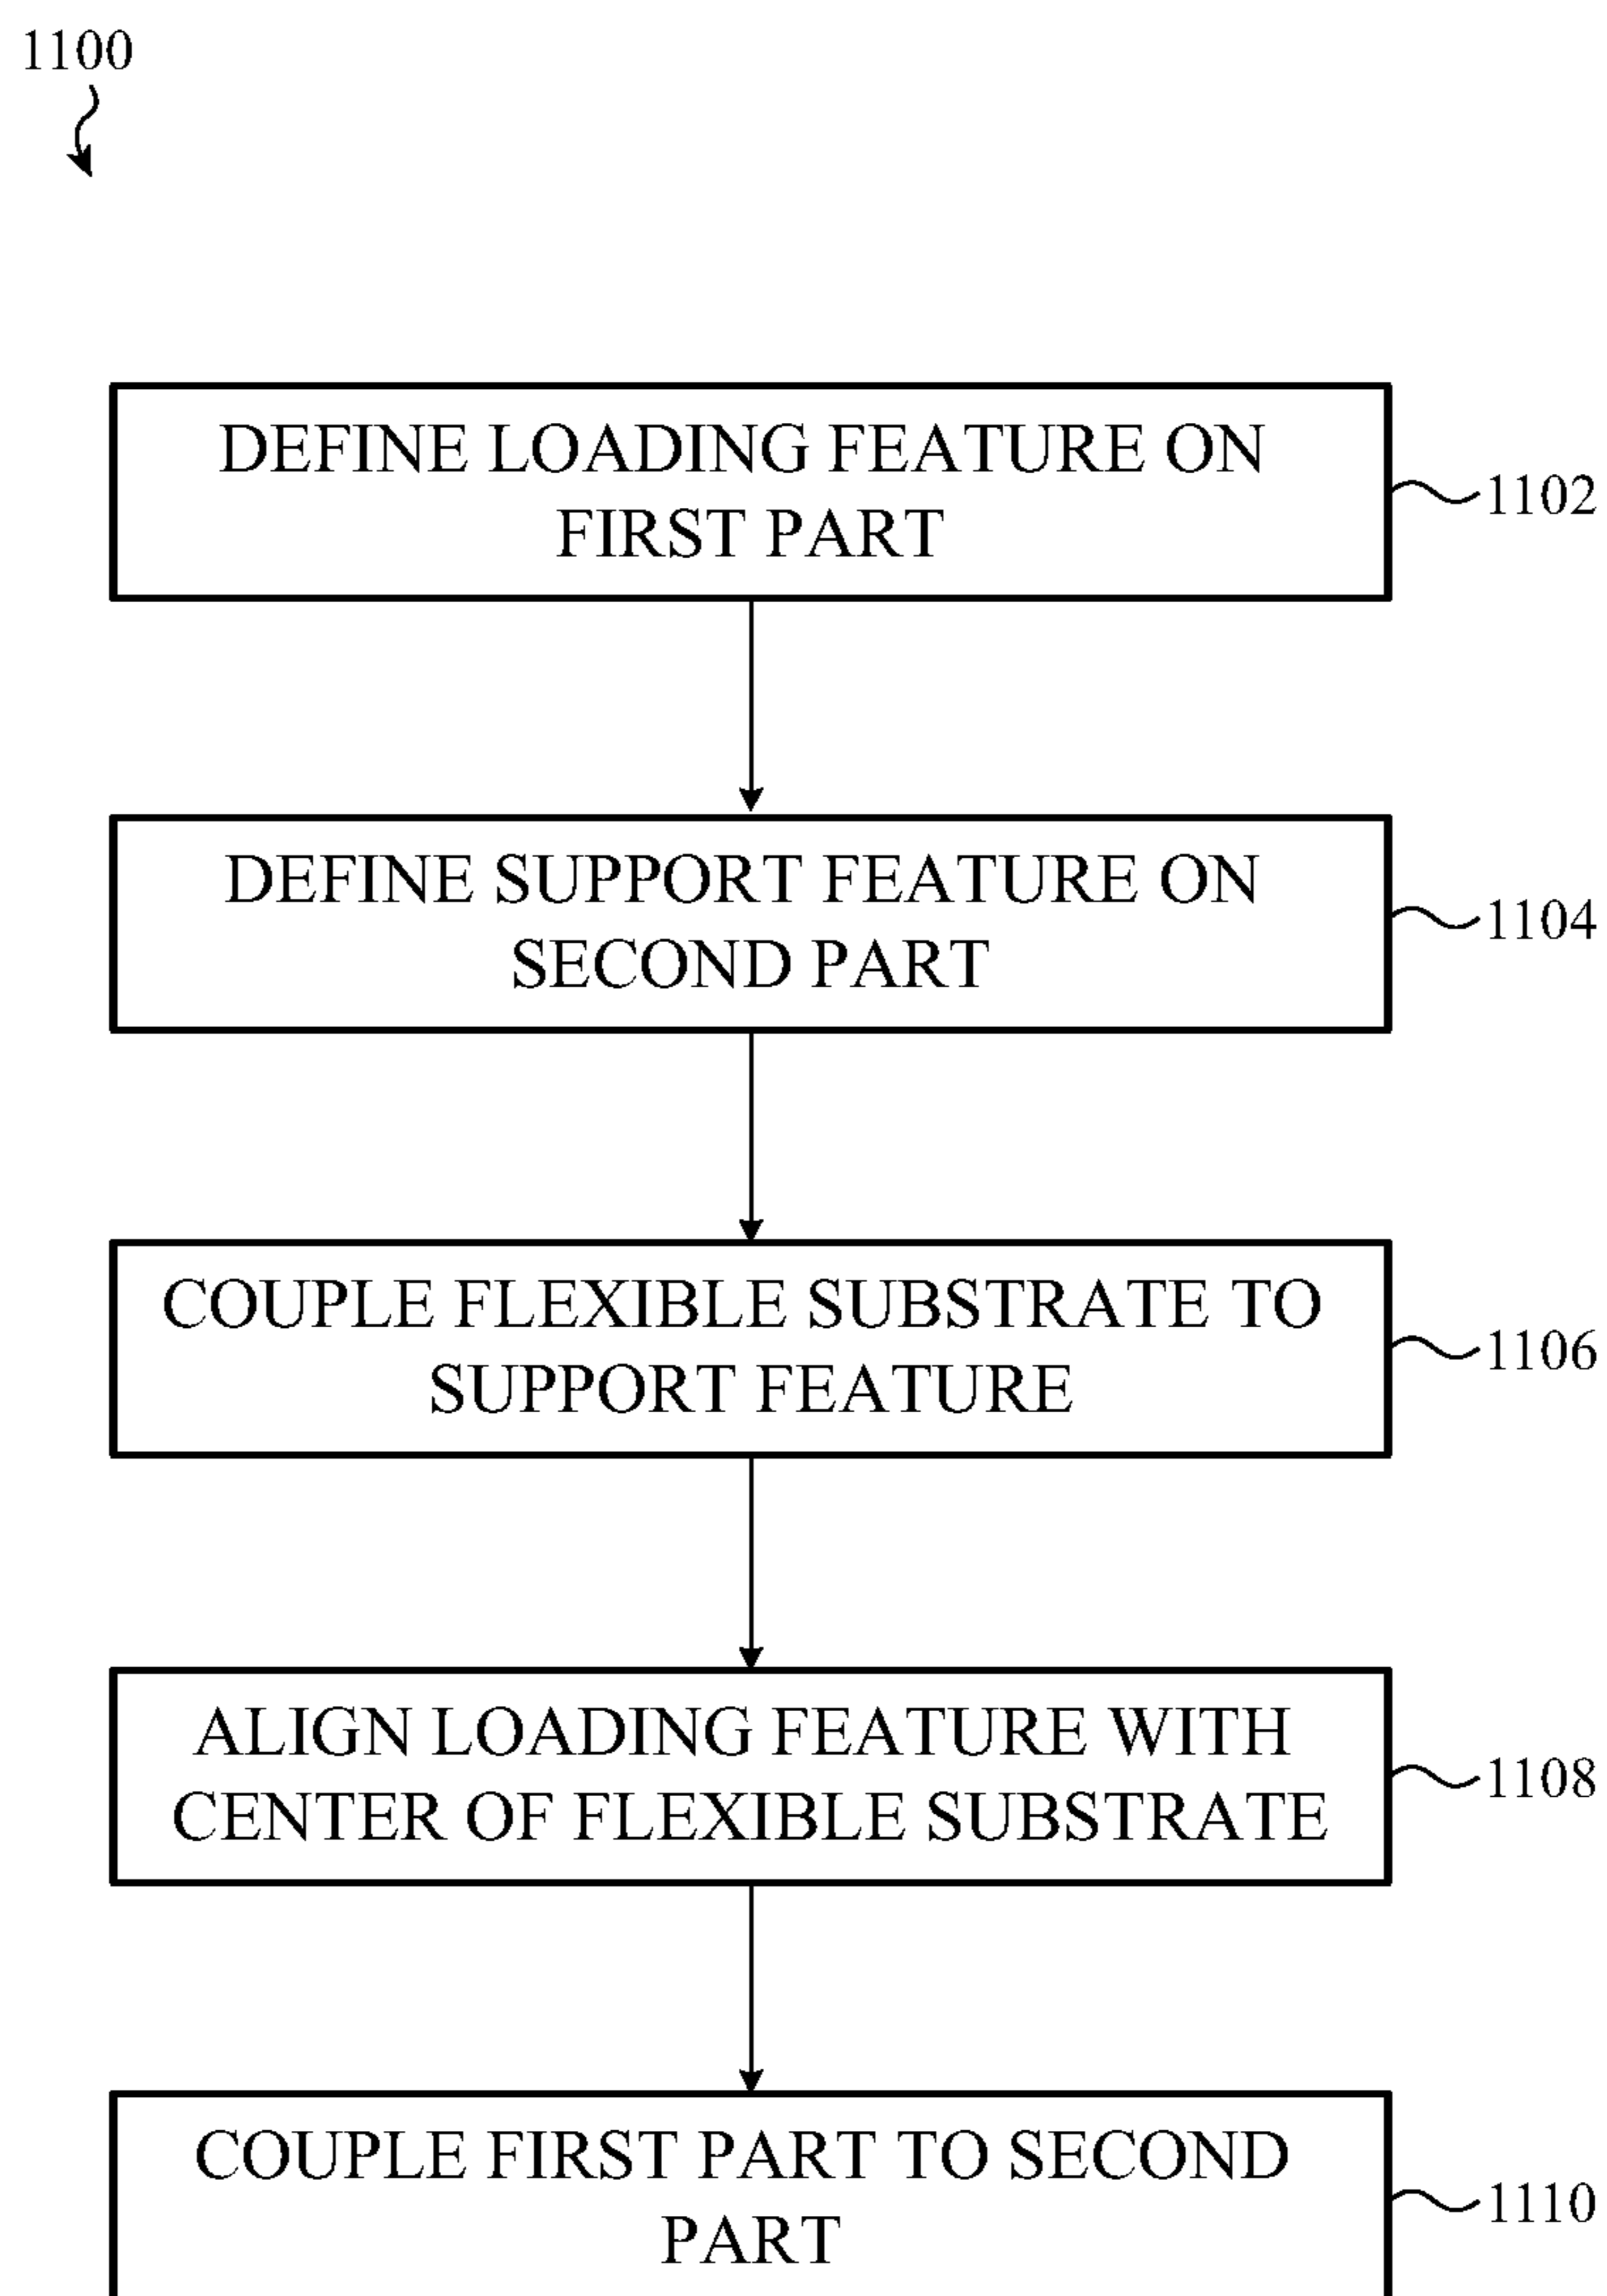 1100
DEFINE LOADING FEATURE ON
FIRST PART
1102
DEFINE SUPPORT FEATURE ON
SECOND PART
1104
COUPLE FLEXIBLE SUBSTRATE TO
SUPPORT FEATURE
1106
ALIGN LOADING FEATURE WITH
CENTER OF FLEXIBLE SUBSTRATE
1108
COUPLE FIRST PART TO SECOND
PART
1110